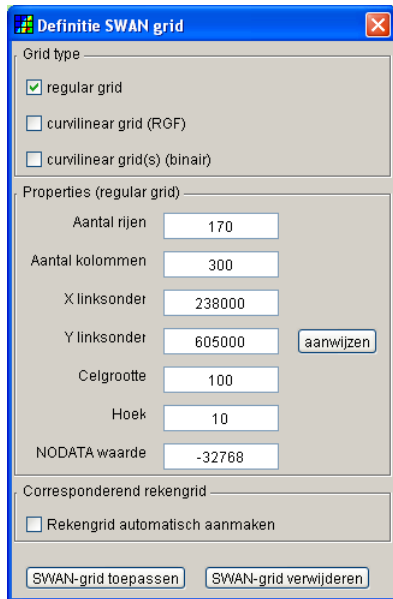 Definitie SWAN grid
Grid type
regular grid
curvilinear grid (RGF)
curvilinear grid(s) (binair)
Properties (regular grid)
Aantal rijen 170
Aantal kolommen 300
X linksonder 238000
Y linksonder 605000 aanwijzen
Celgrootte 100
Hoek 10
NODATA waarde -32768
Corresponderend rekengrid
Rekengrid automatisch aanmaken
SWAN-grid toepassen SWAN-grid verwijderen